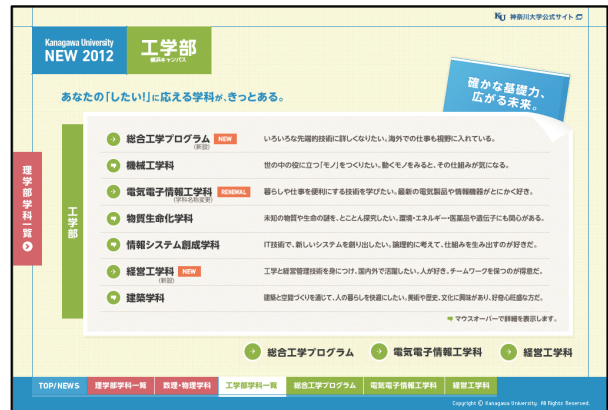 KU 神奈川大学公式サイト
Kanagawa University
NEW 2012
工学部
横浜キャンパス
確かな基礎力、
広がる未来。
あなたの「したい!」に応える学科が、きっとある。
理学部学科一覧
工学部
総合工学プログラム NEW いろいろな先端的技術に詳しくなりたい。海外での仕事も視野に入れている。
(新設)
機械工学科 世の中の役に立つ「モノ」をつくりたい。動くモノをみると、その仕組みが気になる。
電気電子情報工学科 RENEWAL 暮らしや仕事を便利にする技術を学びたい。最新の電気製品や情報機器がとにかく好き。
(学科名称変更)
物質生命化学科 未知の物質や生命の謎を、とことん探究したい。環境・エネルギー・医薬品や遺伝子にも関心がある。
情報システム創成学科 IT技術で、新しいシステムを創り出したい。論理的に考えて、仕組みを生み出すのが好きだ。
経営工学科 NEW 工学と経営管理技術を身につけ、国内外で活躍したい。人が好き。チームワークを保つのが得意だ。
(新設)
建築学科 建築と空間づくりを通じて、人の暮らしを快適にしたい。美術や歴史、文化に興味があり、好奇心旺盛な方だ。
マウスオーバーで詳細を表示します。
総合工学プログラム 電気電子情報工学科 経営工学科
TOP/NEWS 理学部学科一覧 数理・物理学科 工学部学科一覧 総合工学プログラム 電気電子情報工学科 経営工学科
Copyright © Kanagawa University. All Rights Reserved.